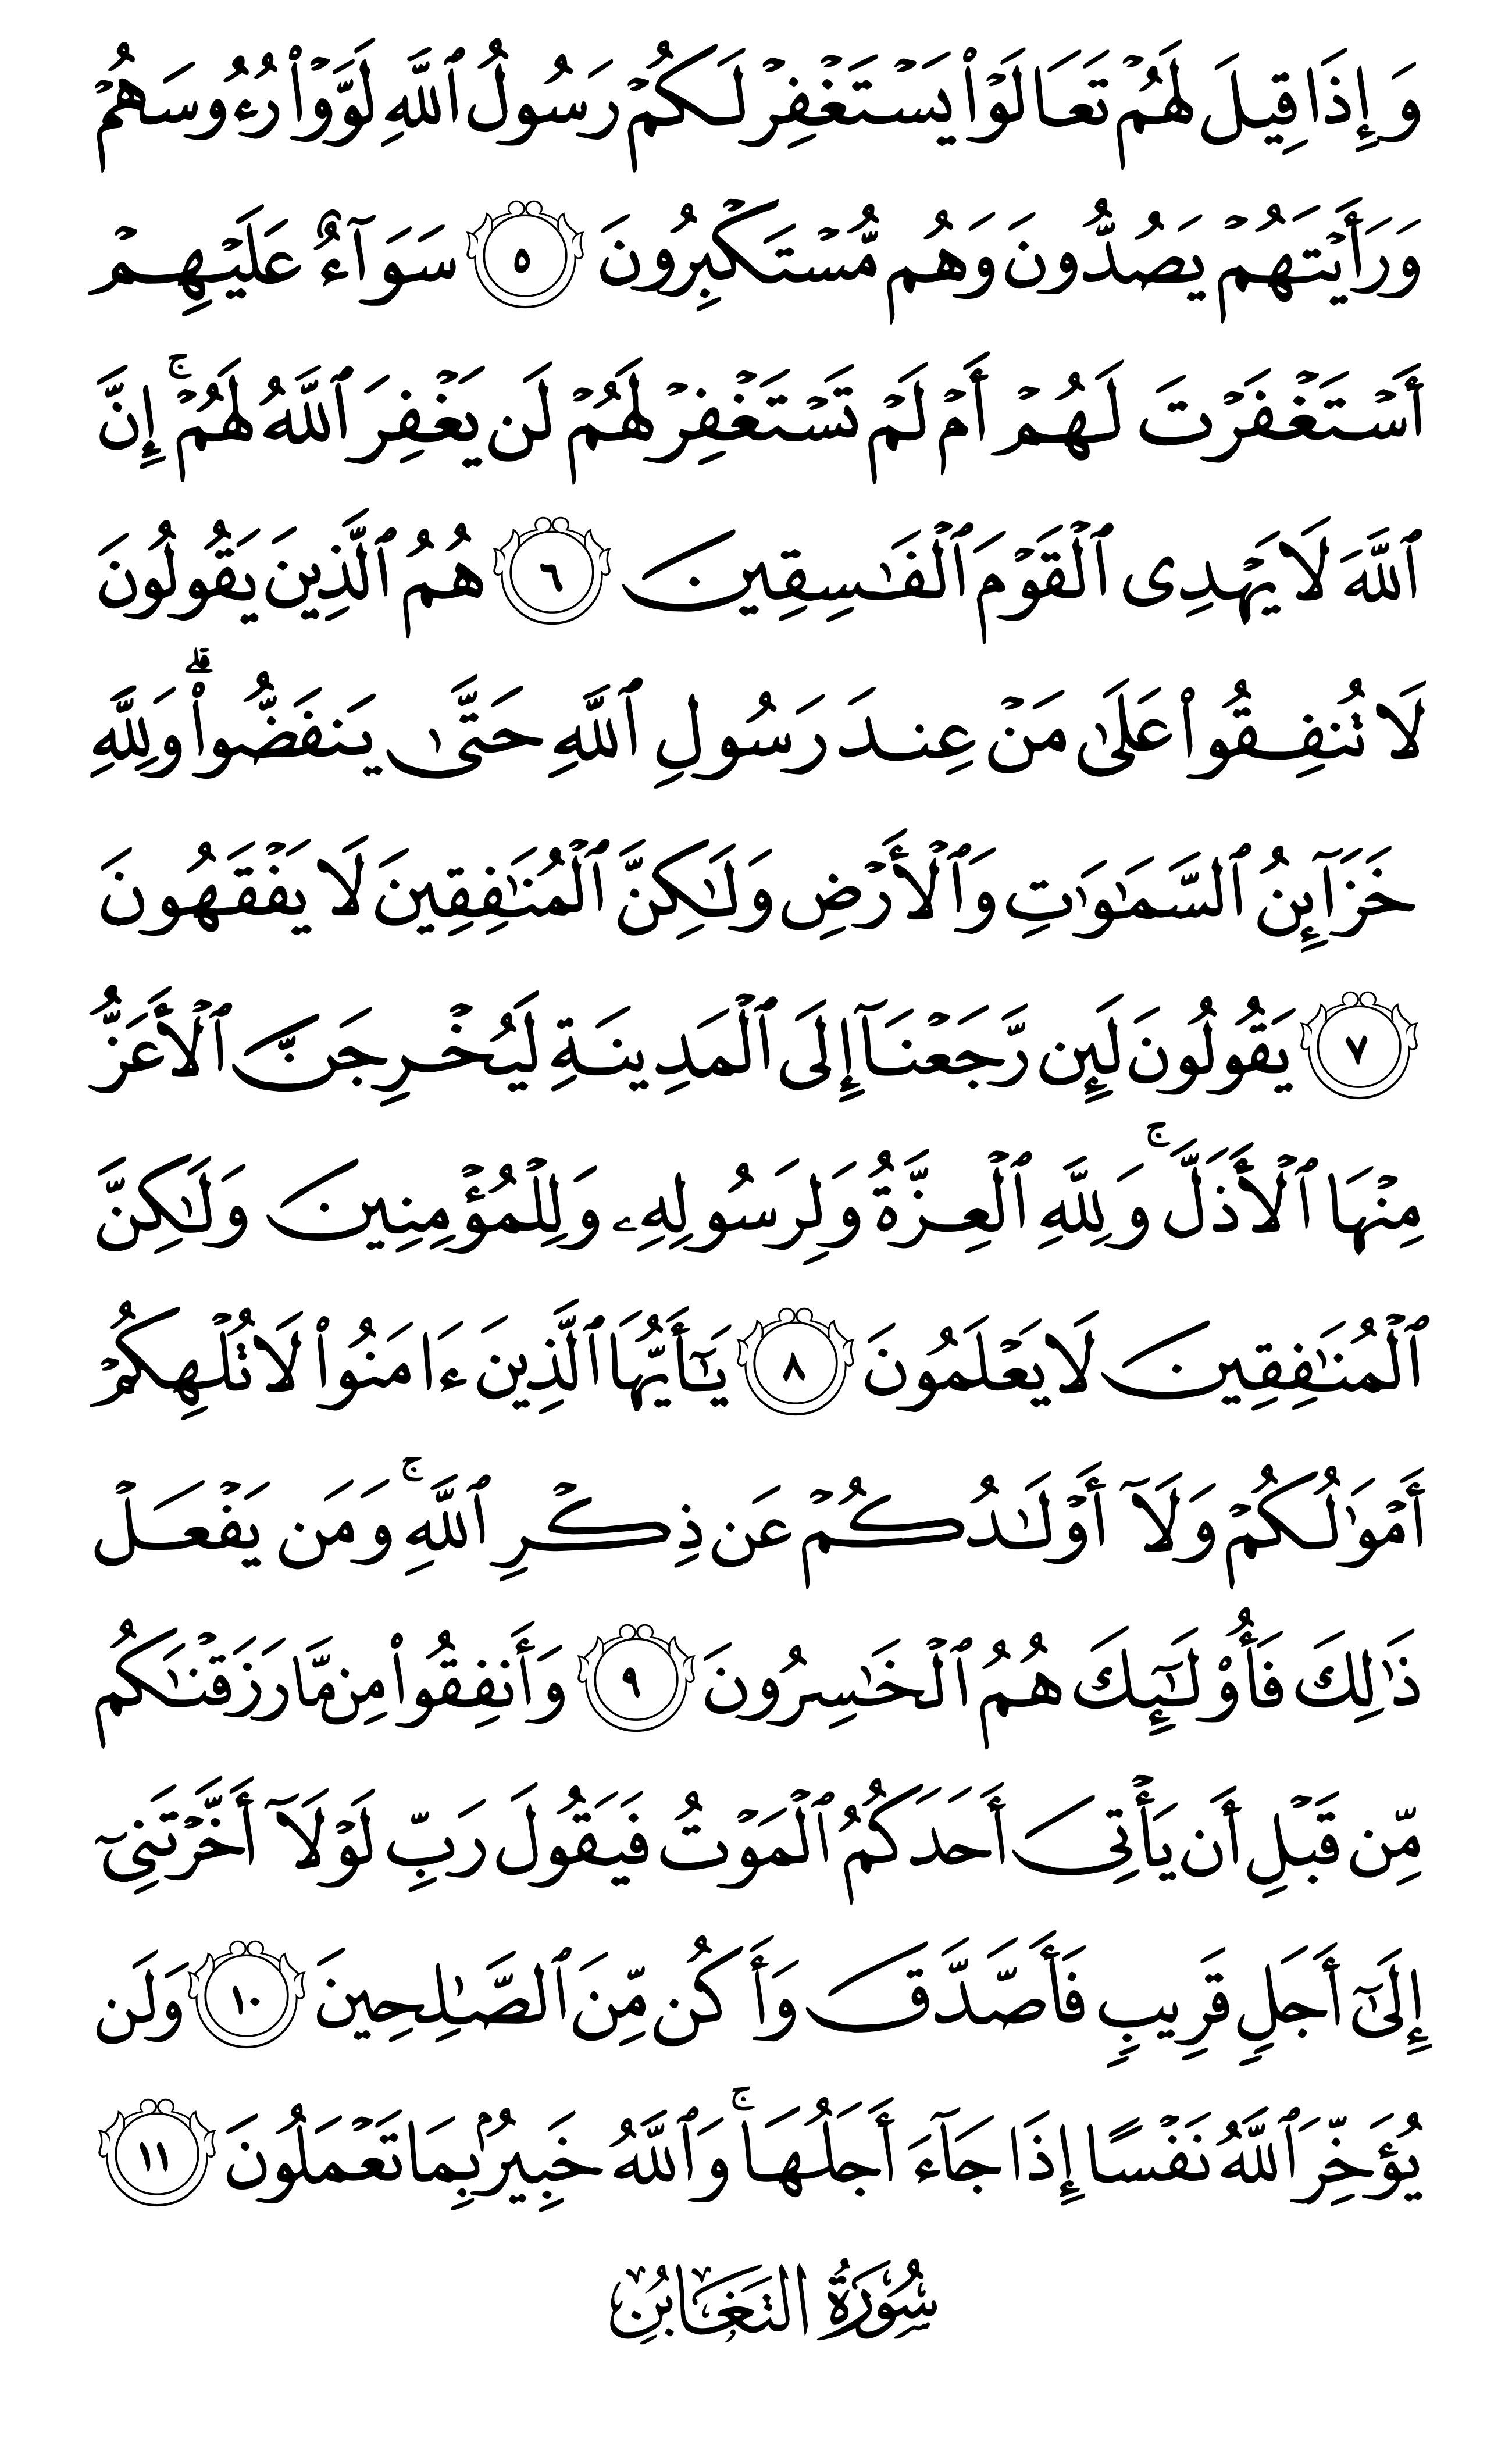 وَإِذَا قِيلَ لَهُمْ تَعَالَوْا۟ يَسْتَغْفِرْ لَكُمْ رَسُولُ ٱللَّهِ لَوَّوْا۟ رُءُوسَهُمْ
وَرَأَيْتَهُمْ يَصُدُّونَ وَهُم مُّسْتَكْبِرُونَ ٥ سَوَآءٌ عَلَيْهِمْ
أَسْتَغْفَرْتَ لَهُمْ أَمْ لَمْ تَسْتَغْفِرْ لَهُمْ لَن يَغْفِرَ ٱللَّهُ لَهُمْ ۚ إِنَّ
ٱللَّهَ لَا يَهْدِى ٱلْقَوْمَ ٱلْفَـٰسِقِينَ ٦ هُمُ ٱلَّذِينَ يَقُولُونَ
لَا تُنفِقُوا۟ عَلَىٰ مَنْ عِندَ رَسُولِ ٱللَّهِ حَتَّىٰ يَنفَضُّوا۟ ۗ وَلِلَّهِ
خَزَآئِنُ ٱلسَّمَـٰوَٰتِ وَٱلْأَرْضِ وَلَـٰكِنَّ ٱلْمُنَـٰفِقِينَ لَا يَفْقَهُونَ
٧ يَقُولُونَ لَئِن رَّجَعْنَآ إِلَى ٱلْمَدِينَةِ لَيُخْرِجَنَّ ٱلْأَعَزُّ
مِنْهَا ٱلْأَذَلَّ ۚ وَلِلَّهِ ٱلْعِزَّةُ وَلِرَسُولِهِۦ وَلِلْمُؤْمِنِينَ وَلَـٰكِنَّ
ٱلْمُنَـٰفِقِينَ لَا يَعْلَمُونَ ٨ يَـٰٓأَيُّهَا ٱلَّذِينَ ءَامَنُوا۟ لَا تُلْهِكُمْ
أَمْوَٰلُكُمْ وَلَآ أَوْلَـٰدُكُمْ عَن ذِكْرِ ٱللَّهِ ۚ وَمَن يَفْعَلْ
ذَٰلِكَ فَأُو۟لَـٰٓئِكَ هُمُ ٱلْخَـٰسِرُونَ ٩ وَأَنفِقُوا۟ مِن مَّا رَزَقْنَـٰكُم
مِّن قَبْلِ أَن يَأْتِىَ أَحَدَكُمُ ٱلْمَوْتُ فَيَقُولَ رَبِّ لَوْلَآ أَخَّرْتَنِىٓ
إِلَىٰٓ أَجَلٍ قَرِيبٍ فَأَصَّدَّقَ وَأَكُن مِّنَ ٱلصَّـٰلِحِينَ ١٠ وَلَن
يُؤَخِّرَ ٱللَّهُ نَفْسًا إِذَا جَآءَ أَجَلُهَا ۚ وَٱللَّهُ خَبِيرٌۢ بِمَا تَعْمَلُونَ ١١
سُورَةُ التَّغَابُنِ